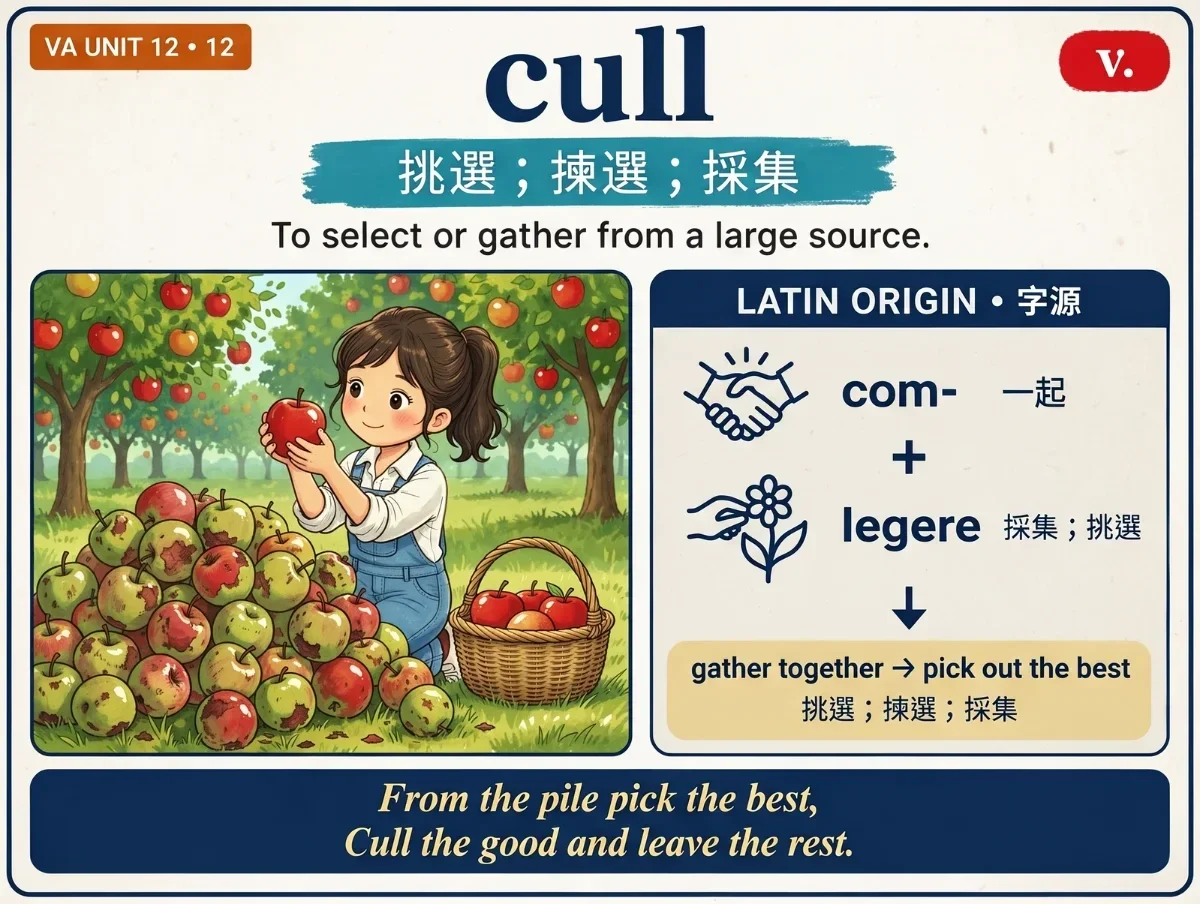 VA UNIT 12 • 12
cull
v.
挑選；揀選；採集
To select or gather from a large source.
LATIN ORIGIN • 字源
com- 一起
+
legere 採集；挑選
gather together → pick out the best
挑選；揀選；採集
From the pile pick the best,
Cull the good and leave the rest.